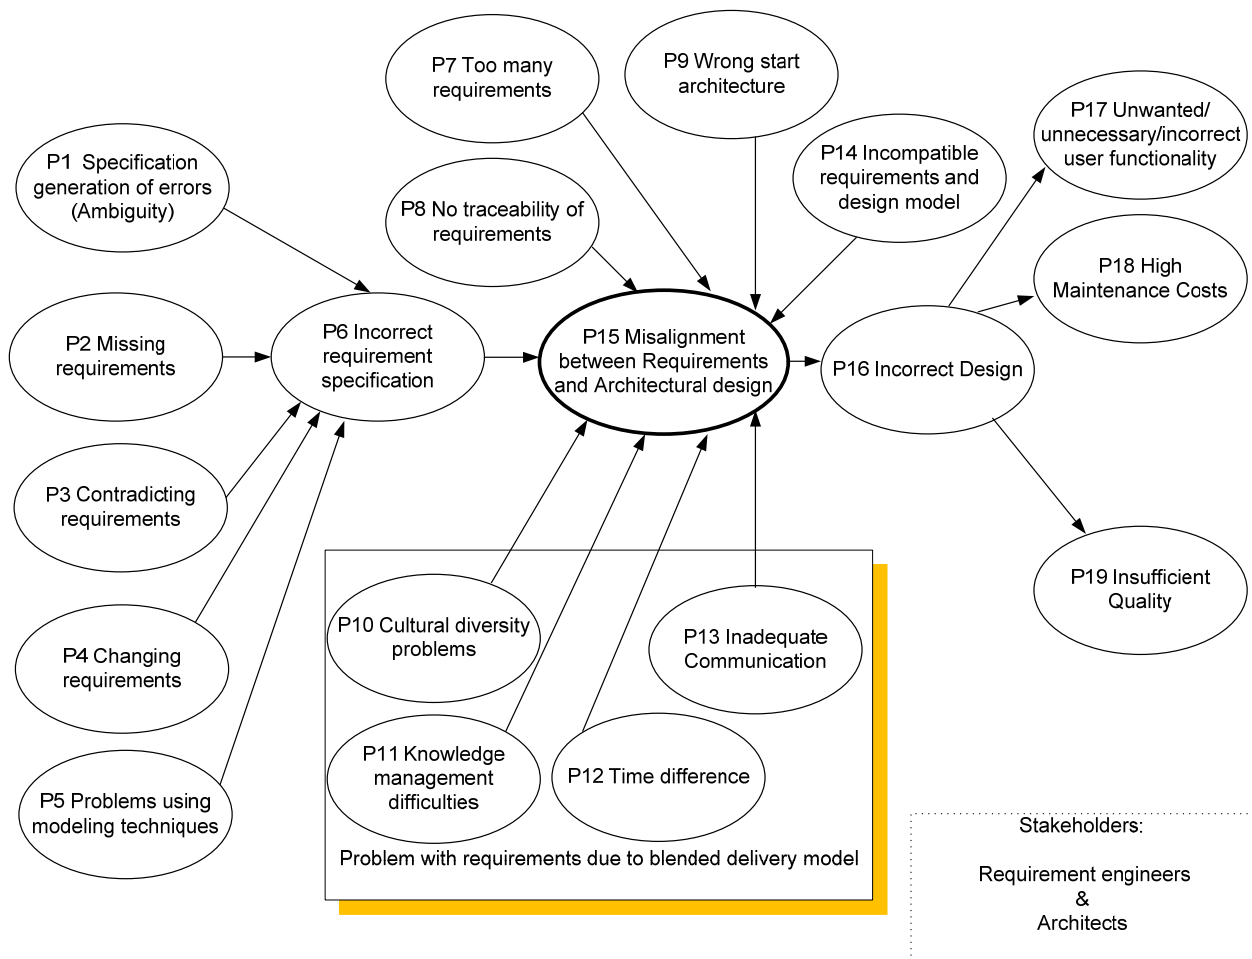 P7 Too many
requirements
P9 Wrong start
architecture
P17 Unwanted/
unnecessary/incorrect
user functionality
P1  Specification
generation of errors
(Ambiguity)
P14 Incompatible
requirements and
design model
P8 No traceability of
requirements
P18 High
Maintenance Costs
P2 Missing
requirements
P6 Incorrect
requirement
specification
P15 Misalignment
between Requirements
and Architectural design
P16 Incorrect Design
P3 Contradicting
requirements
P19 Insufficient
Quality
P10 Cultural diversity
problems
P13 Inadequate
Communication
P4 Changing
requirements
P11 Knowledge
management
difficulties
P12 Time difference
P5 Problems using
modeling techniques
Problem with requirements due to blended delivery model
Stakeholders:
Requirement engineers
&
Architects